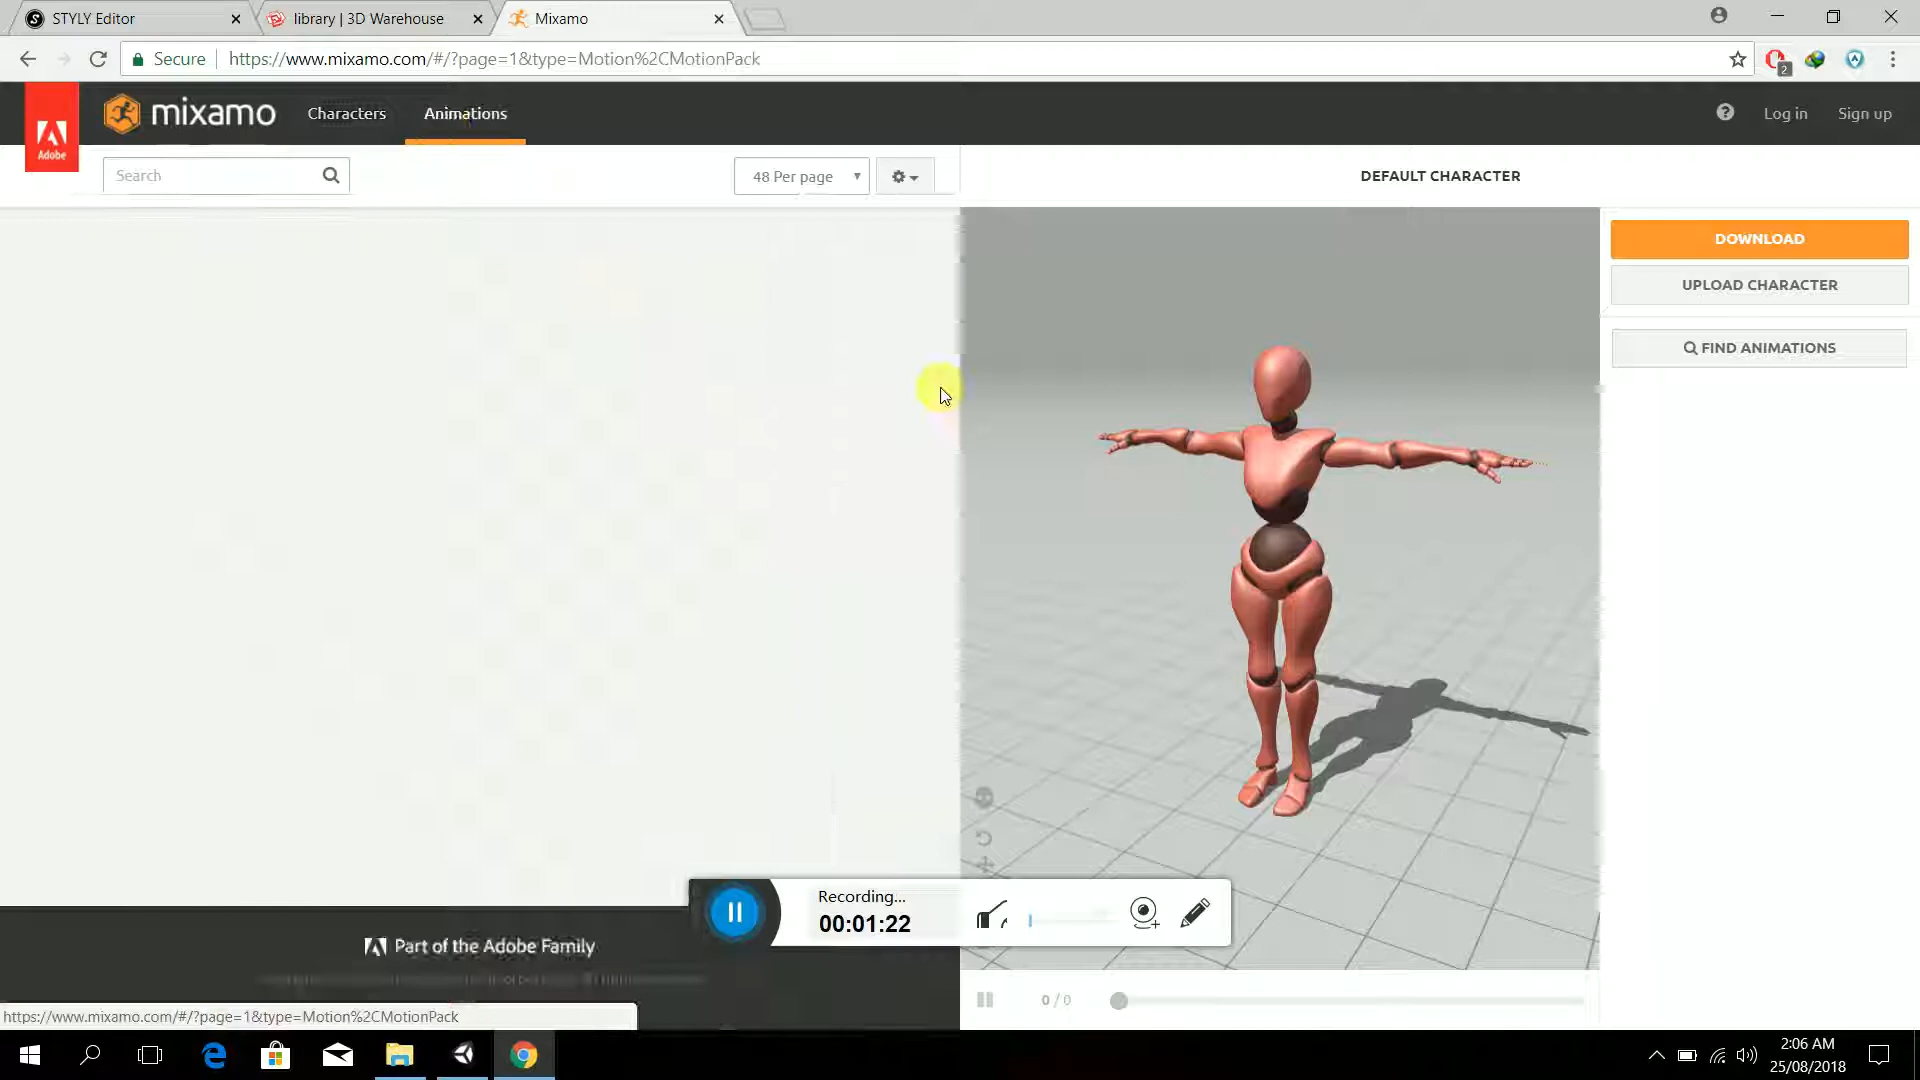 STYLY Editor
library | 3D Warehouse
Mixamo
Secure
https://www.mixamo.com/#/?page=1&type=Motion%2CMotionPack
2
Adobe
mixamo
Characters
Animations
Log in
Sign up
Search
48 Per page
DEFAULT CHARACTER
DOWNLOAD
UPLOAD CHARACTER
FIND ANIMATIONS
Recording...
00:01:22
Part of the Adobe Family
0 / 0
https://www.mixamo.com/#/?page=1&type=Motion%2CMotionPack
2:06 AM
25/08/2018